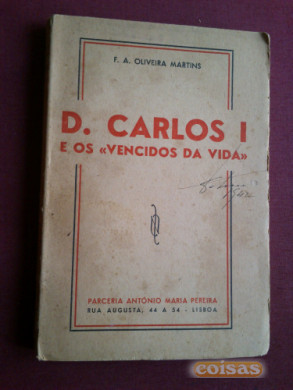 F. A. OLIVEIRA MARTINS
D. CARLOS I
E OS «VENCIDOS DA VIDA»
PARCERIA ANTÓNIO MARIA PEREIRA
RUA AUGUSTA, 44 A 54 - LISBOA
coisas